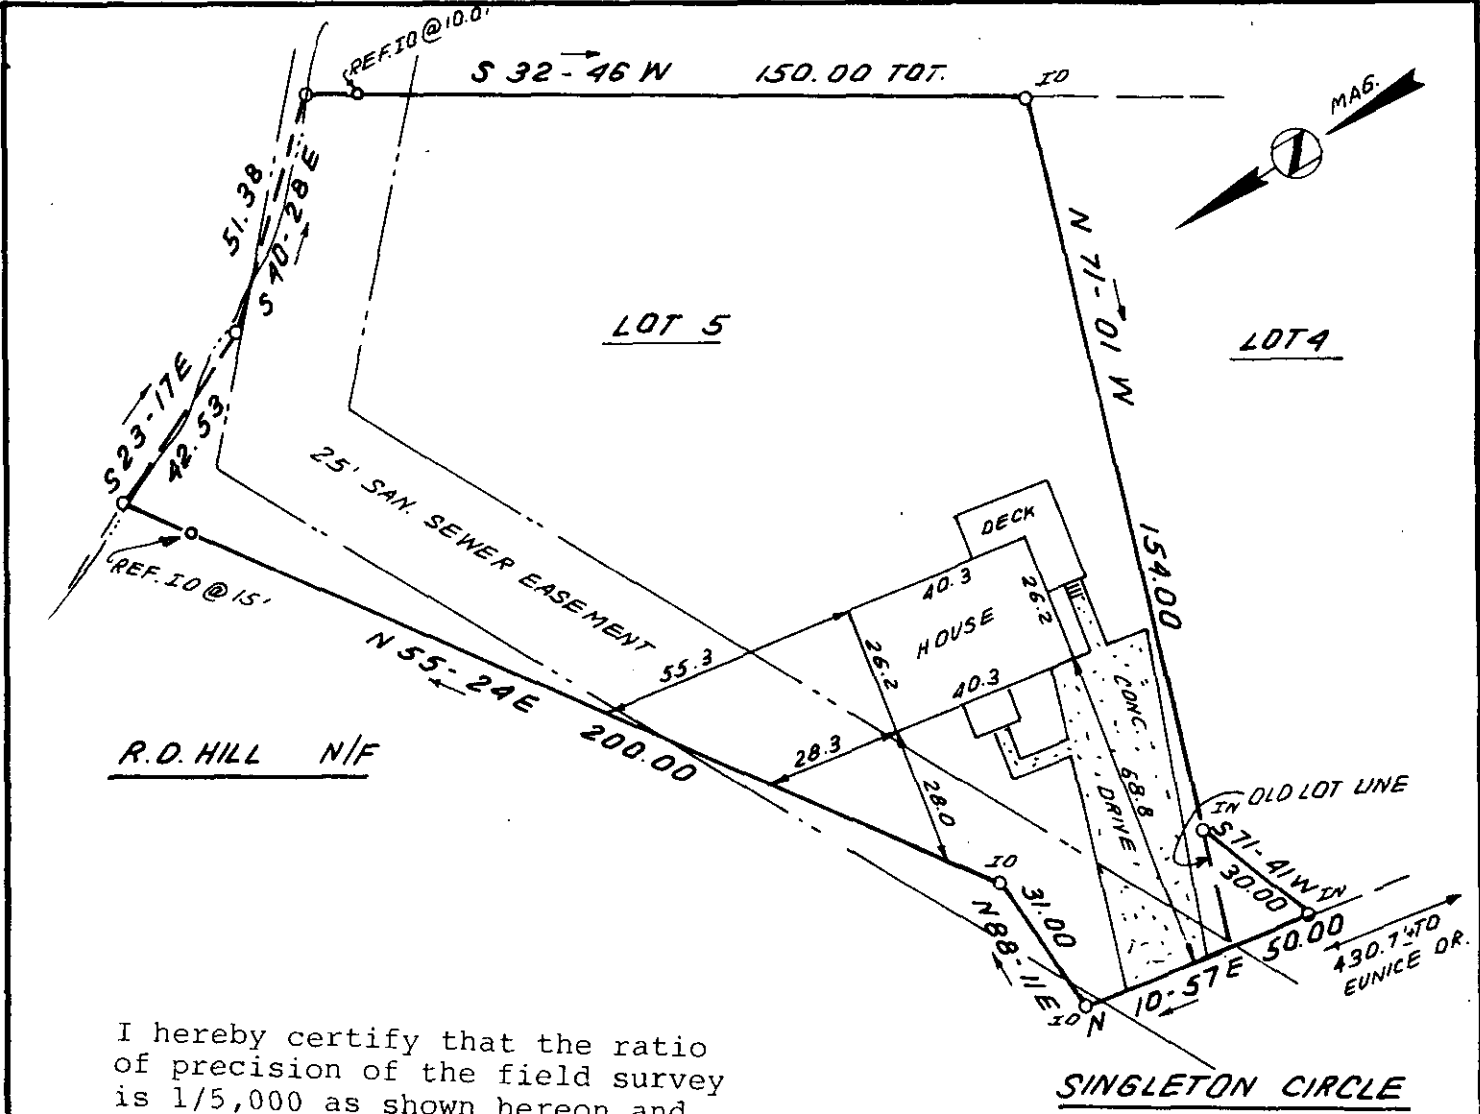 REF. IO @ 10.0'
S 32-46 W 150.00 TOT.
IO
MAG.
51.38
S 40-28 E
N 71-01 W
LOT 5
LOT 4
S 23-17 E
42.53
25' SAN. SEWER EASEMENT
DECK
154.00
40.3
26.2
HOUSE
REF. IO @ 15'
N 55-24 E
200.00
55.3
26.2
40.3
CONC.
DRIVE
68.8
R.D. HILL N/F
28.3
28.0
IN OLD LOT LINE
S 71-41 W
IN
30.00
IO
31.00
N 88-11 E
50.00
430.7'± TO
EUNICE DR.
IO
N 10-57 E
I hereby certify that the ratio
of precision of the field survey
is 1/5,000 as shown hereon and
SINGLETON CIRCLE